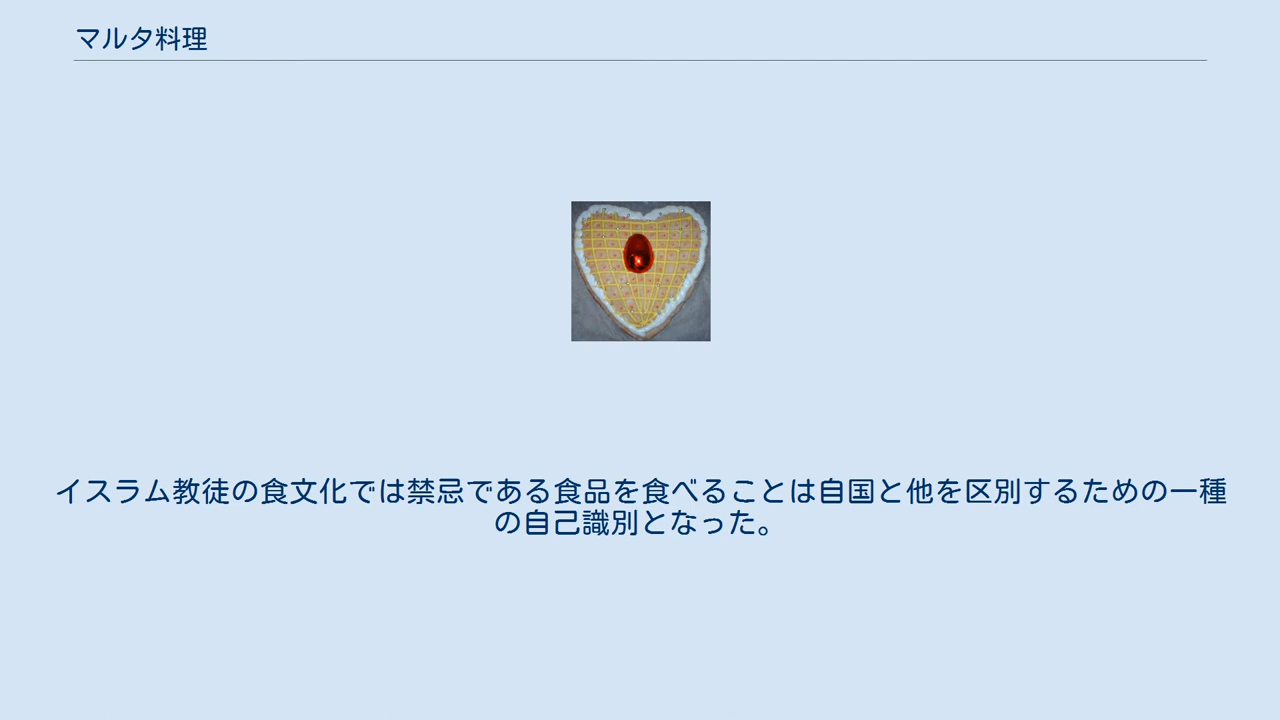 マルタ料理
イスラム教徒の食文化では禁忌である食品を食べることは自国と他を区別するための一種
の自己識別となった。